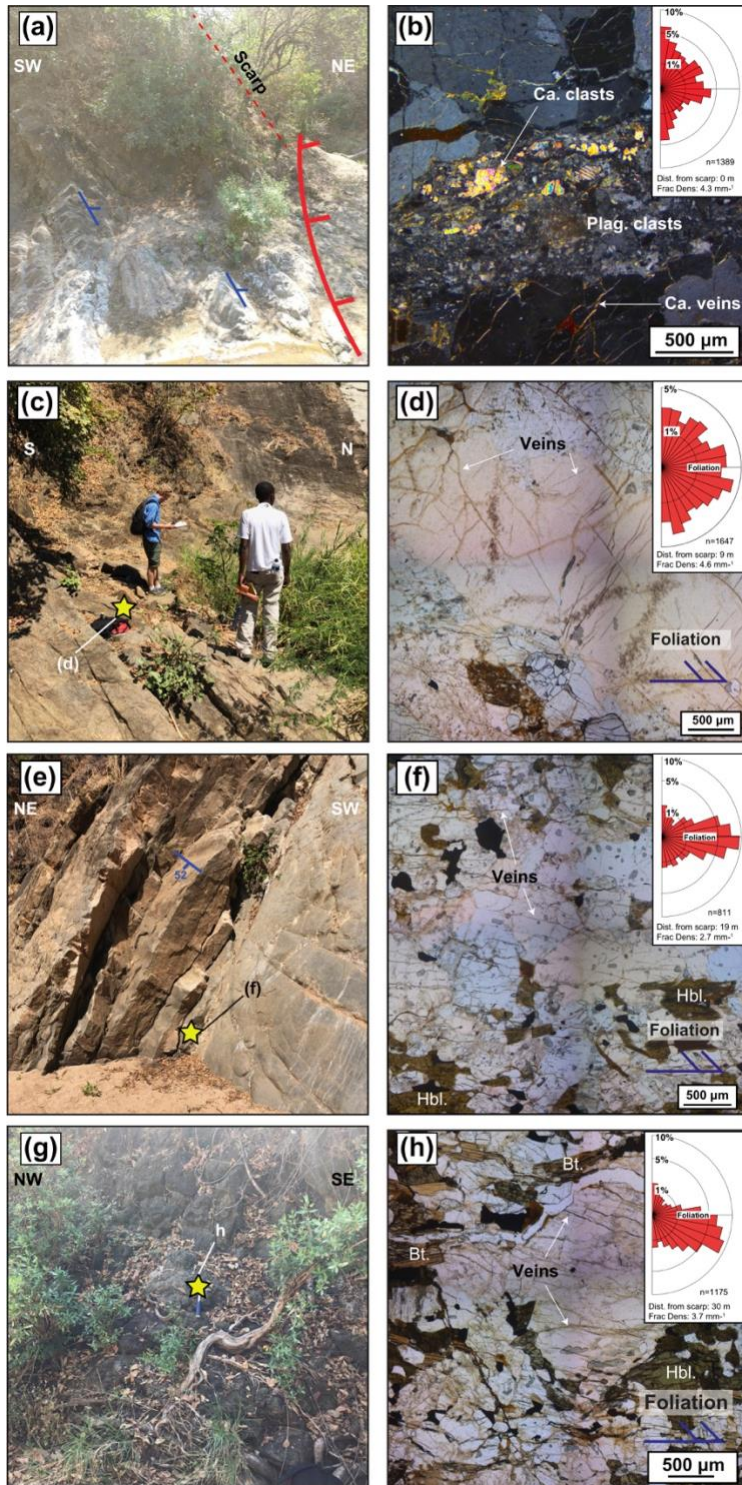 (a)
SW
NE
Scarp
(b)
Ca. clasts
Plag. clasts
Ca. veins
500 µm
10%
5%
1%
n=1389
Dist. from scarp: 0 m
Frac Dens: 4.3 mm-¹
(c)
S
N
(d)
(d)
Veins
Foliation
500 µm
5%
1%
Foliation
n=1647
Dist. from scarp: 9 m
Frac Dens: 4.6 mm-¹
(e)
NE
SW
52
(f)
(f)
Veins
Hbl.
Foliation
Hbl.
500 µm
10%
5%
1%
Foliation
n=811
Dist. from scarp: 19 m
Frac Dens: 2.7 mm-¹
(g)
NW
SE
h
(h)
Bt.
Bt.
Veins
Hbl.
Foliation
500 µm
10%
5%
1%
Foliation
n=1175
Dist. from scarp: 30 m
Frac Dens: 3.7 mm-¹